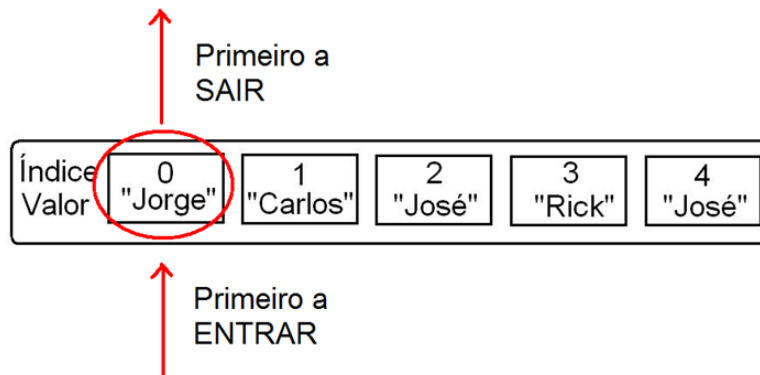 Primeiro a
SAIR
Índice 0 1 2 3 4
Valor "Jorge" "Carlos" "José" "Rick" "José"
Primeiro a
ENTRAR